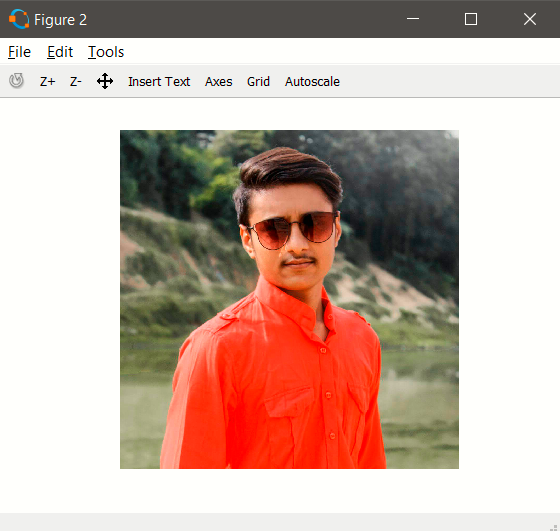 Figure 2
File Edit Tools
Z+ Z- Insert Text Axes Grid Autoscale